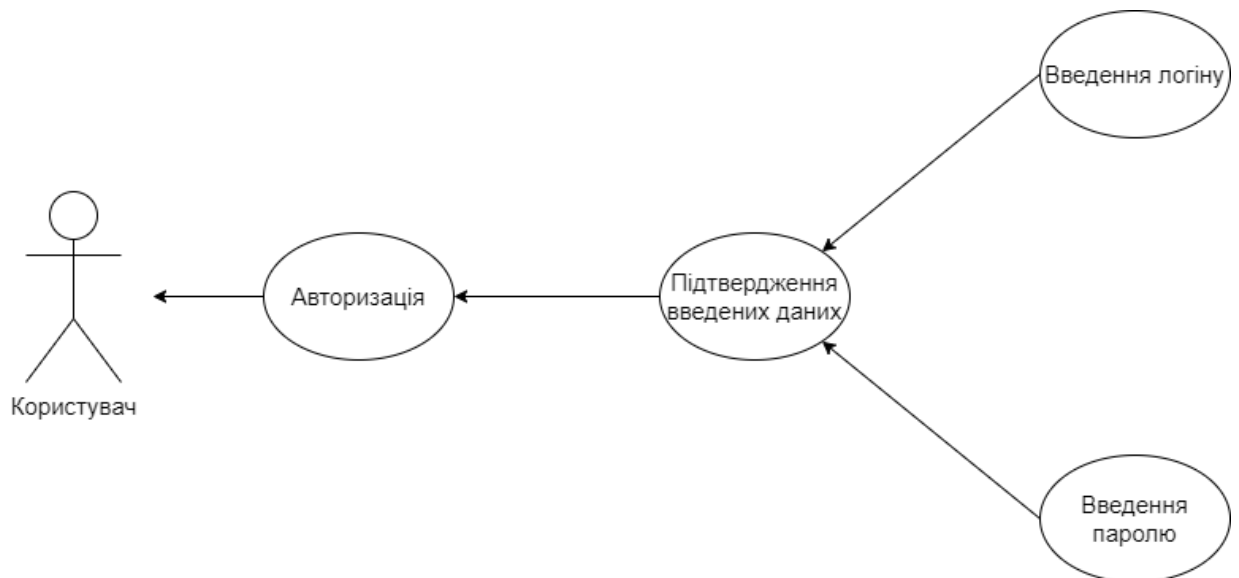 Введення логіну
Підтвердження
введених даних
Авторизація
Користувач
Введення
паролю